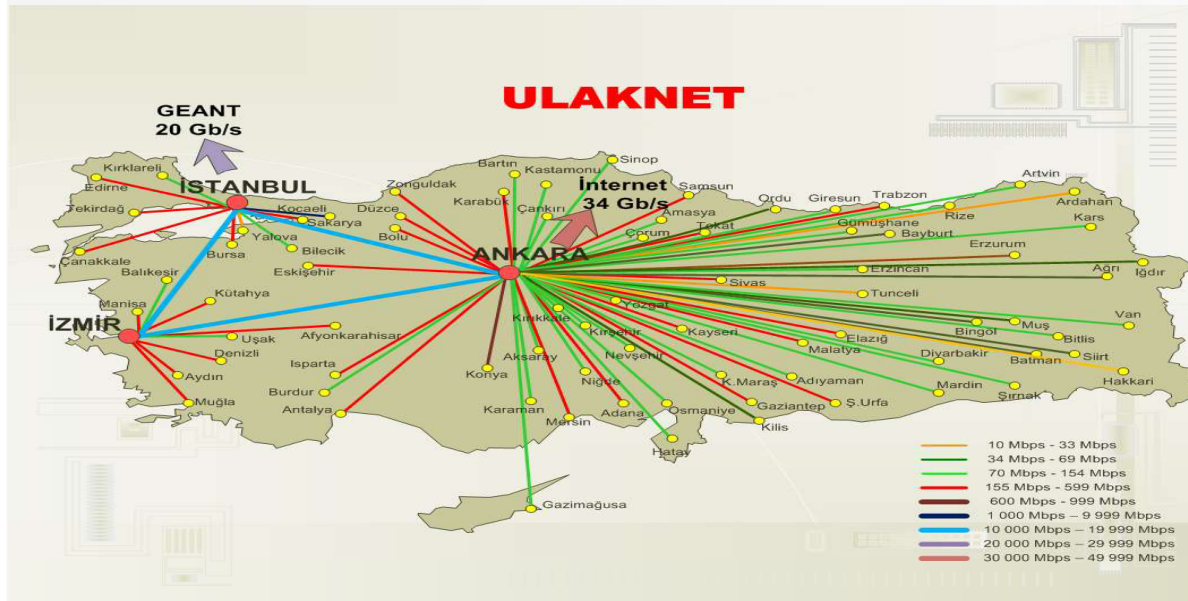 ULAKNET
GEANT
20 Gb/s
İnternet
34 Gb/s
Kırklareli
Edirne
Tekirdağ
İSTANBUL
Kocaeli
Sakarya
Yalova
Bursa
Bilecik
Çanakkale
Balıkesir
Eskişehir
Kütahya
Manisa
İZMİR
Uşak
Afyonkarahisar
Denizli
Aydın
Muğla
Isparta
Burdur
Antalya
Zonguldak
Düzce
Bolu
Bartın
Karabük
Kastamonu
Çankırı
Sinop
ANKARA
Samsun
Amasya
Çorum
Tokat
Ordu
Giresun
Trabzon
Gümüşhane
Rize
Bayburt
Artvin
Ardahan
Kars
Erzurum
Erzincan
Ağrı
Iğdır
Sivas
Tunceli
Yozgat
Kırıkkale
Kırşehir
Kayseri
Nevşehir
Aksaray
Konya
Niğde
Karaman
Mersin
Adana
Osmaniye
Hatay
K.Maraş
Gaziantep
Kilis
Adıyaman
Ş.Urfa
Malatya
Elazığ
Bingöl
Muş
Bitlis
Van
Diyarbakir
Batman
Siirt
Mardin
Şırnak
Hakkari
Gazimağusa
10 Mbps - 33 Mbps
34 Mbps - 69 Mbps
70 Mbps - 154 Mbps
155 Mbps - 599 Mbps
600 Mbps - 999 Mbps
1 000 Mbps – 9 999 Mbps
10 000 Mbps – 19 999 Mbps
20 000 Mbps – 29 999 Mbps
30 000 Mbps – 49 999 Mbps